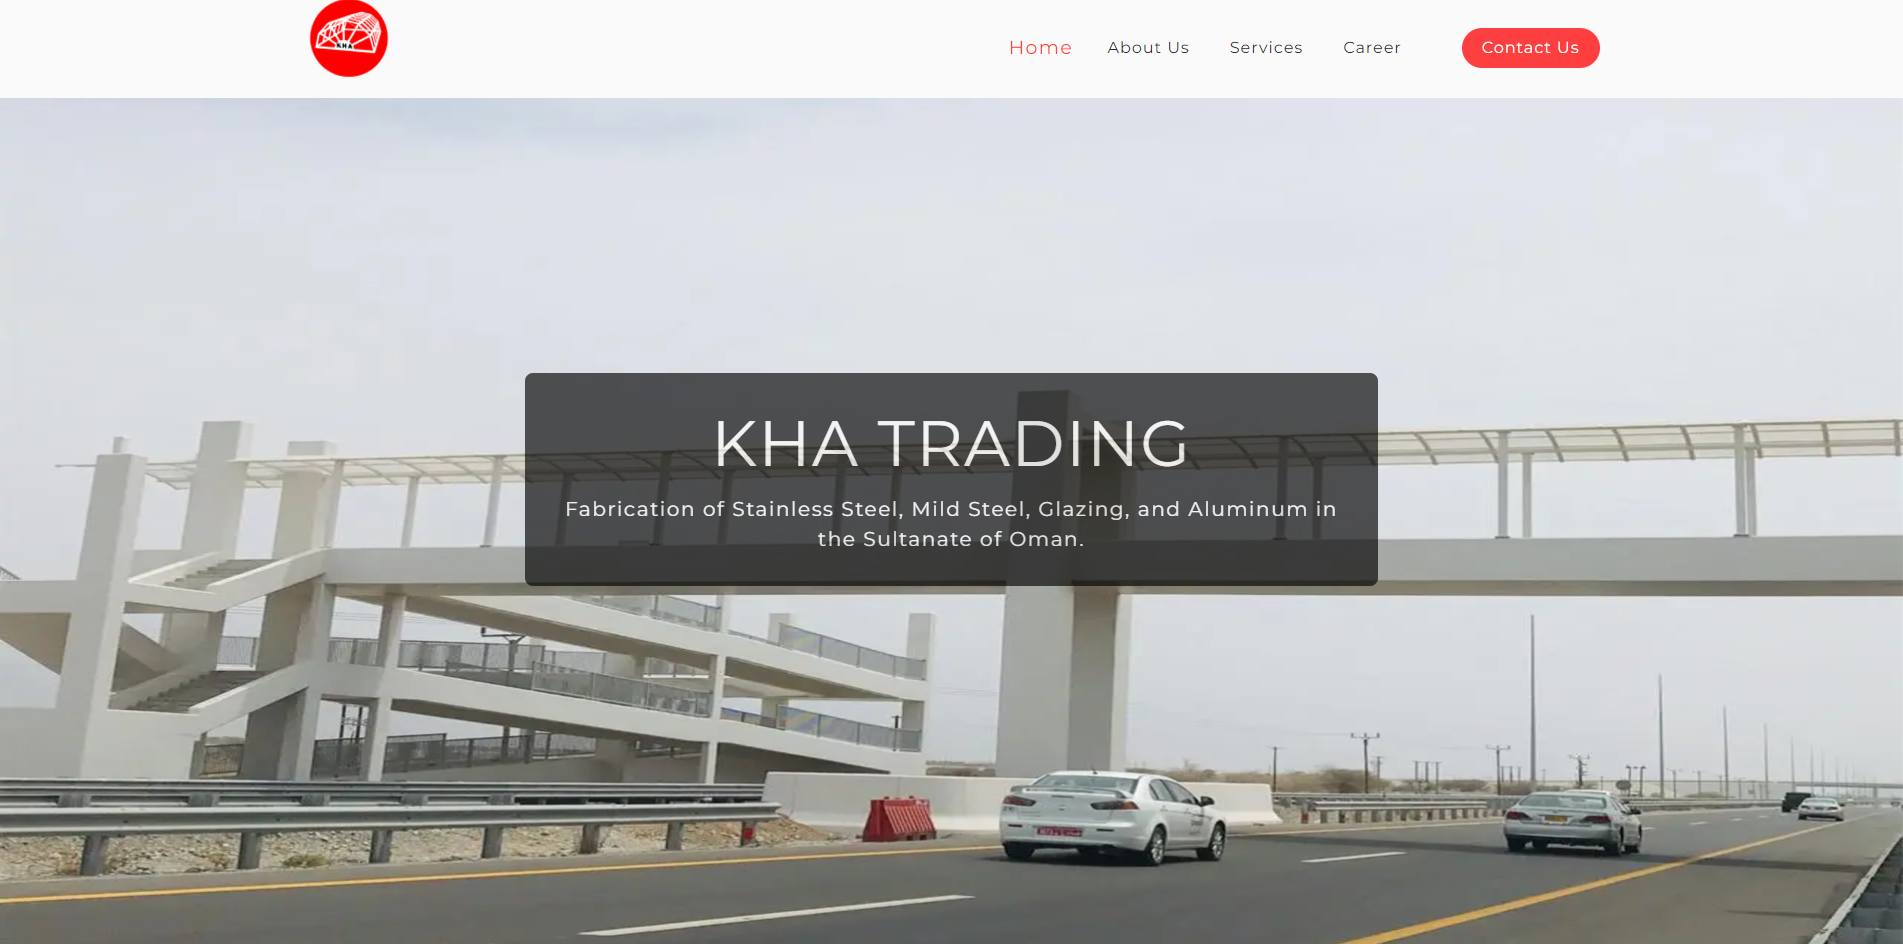 KHA
Home
About Us
Services
Career
Contact Us
KHA TRADING
Fabrication of Stainless Steel, Mild Steel, Glazing, and Aluminum in
the Sultanate of Oman.